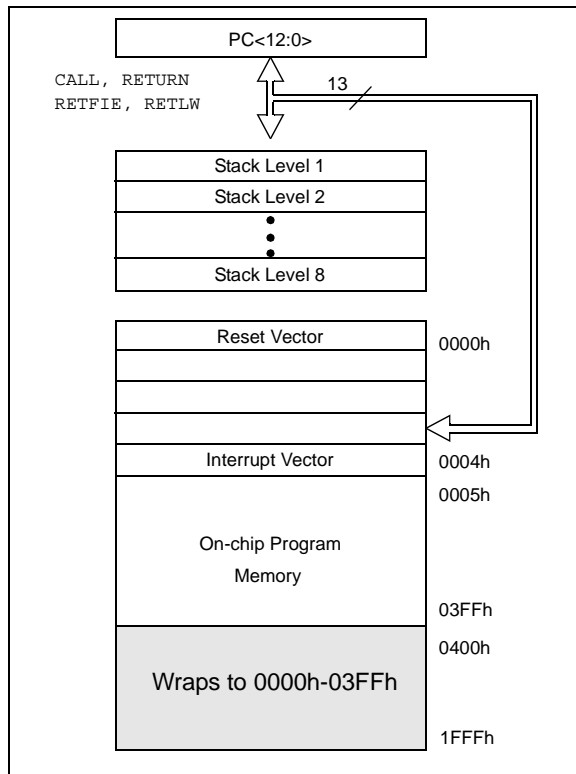 PC<12:0>
CALL, RETURN
RETFIE, RETLW
13
Stack Level 1
Stack Level 2
Stack Level 8
Reset Vector
0000h
Interrupt Vector
0004h
0005h
On-chip Program
Memory
03FFh
0400h
Wraps to 0000h-03FFh
1FFFh